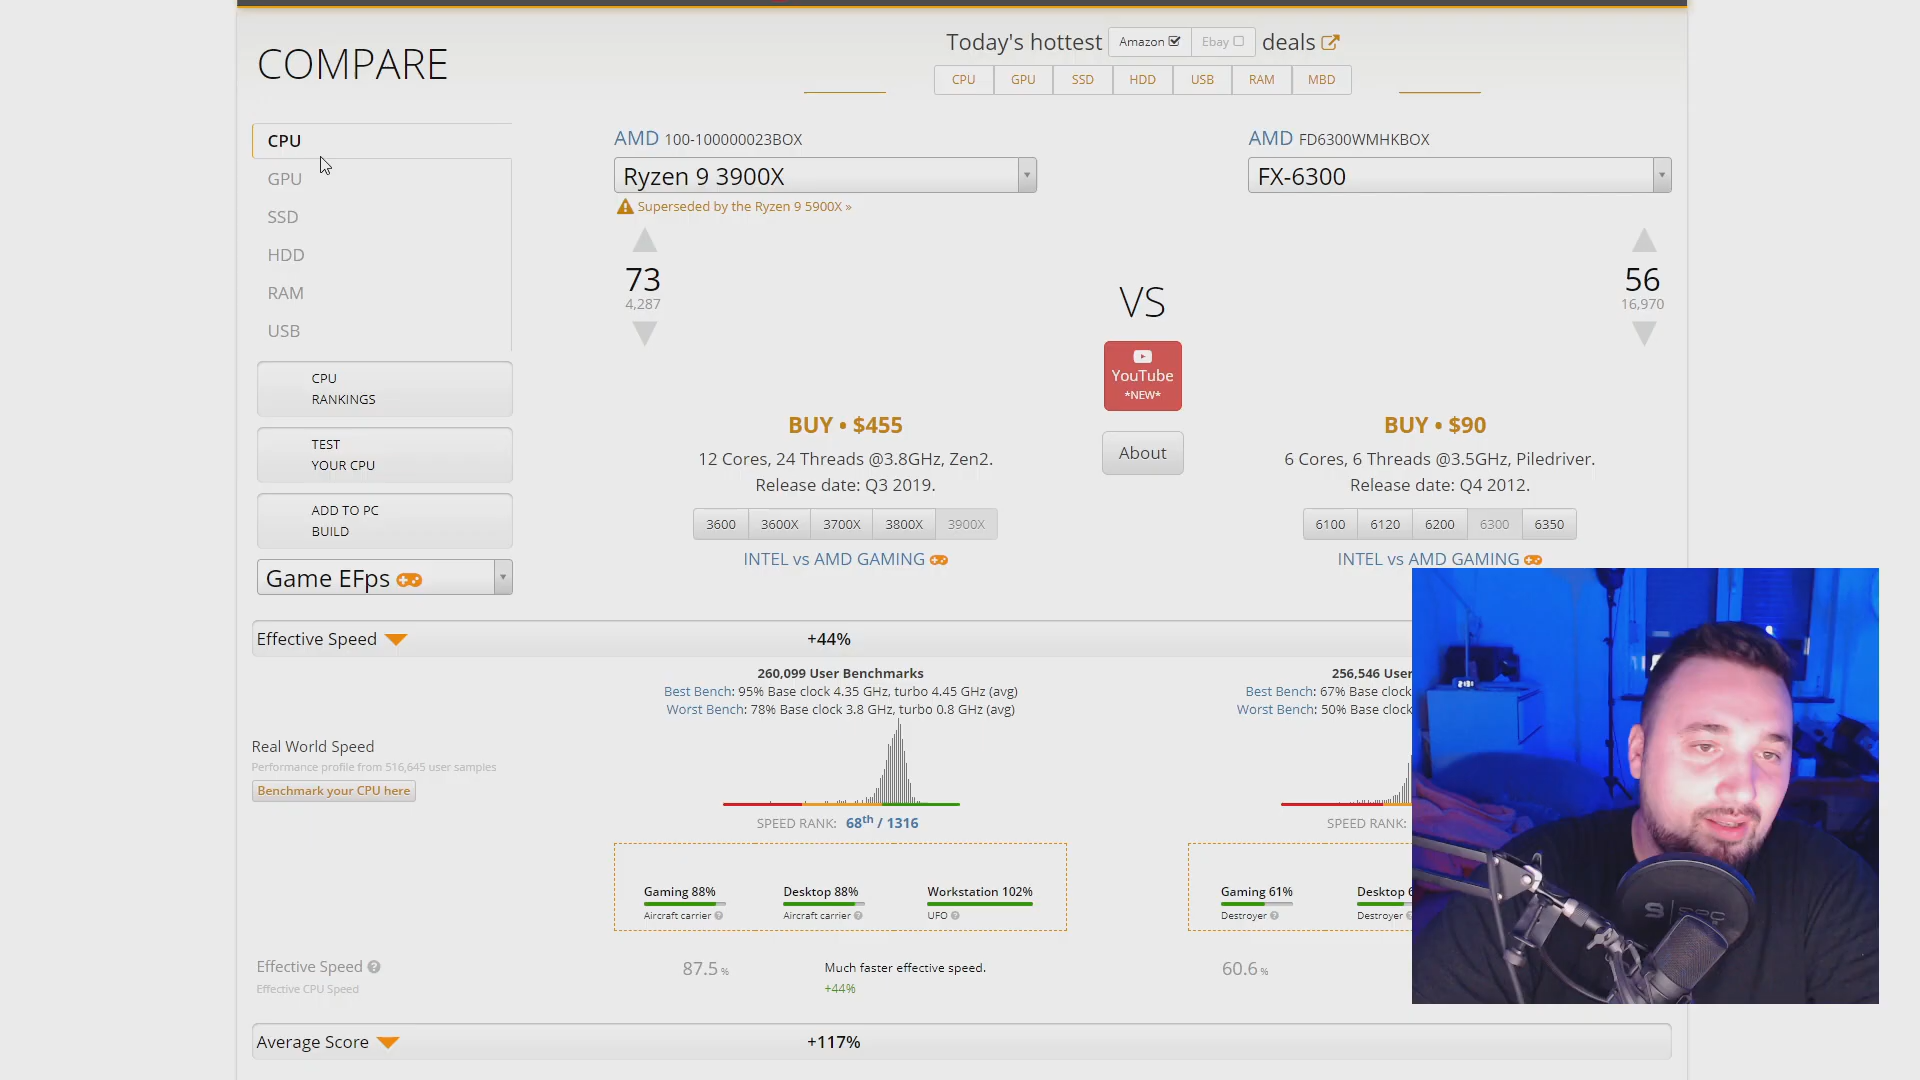 COMPARE
Today's hottest Amazon Ebay deals
CPU GPU SSD HDD USB RAM MBD
CPU
GPU
SSD
HDD
RAM
USB
CPU
RANKINGS
TEST
YOUR CPU
ADD TO PC
BUILD
Game EFps
AMD 100-100000023BOX
Ryzen 9 3900X
Superseded by the Ryzen 9 5900X »
73
4,287
VS
YouTube
*NEW*
About
AMD FD6300WMHKBOX
FX-6300
56
16,970
BUY • $455
12 Cores, 24 Threads @3.8GHz, Zen2.
Release date: Q3 2019.
3600 3600X 3700X 3800X 3900X
INTEL vs AMD GAMING
BUY • $90
6 Cores, 6 Threads @3.5GHz, Piledriver.
Release date: Q4 2012.
6100 6120 6200 6300 6350
INTEL vs AMD GAMING
Effective Speed +44%
Real World Speed
Performance profile from 516,645 user samples
Benchmark your CPU here
260,099 User Benchmarks
Best Bench: 95% Base clock 4.35 GHz, turbo 4.45 GHz (avg)
Worst Bench: 78% Base clock 3.8 GHz, turbo 0.8 GHz (avg)
SPEED RANK: 68th / 1316
Gaming 88% Desktop 88% Workstation 102%
Aircraft carrier Aircraft carrier UFO
256,546 User
Best Bench: 67% Base clock
Worst Bench: 50% Base clock
SPEED RANK:
Gaming 61% Desktop 6
Destroyer Destroyer
Effective Speed
Effective CPU Speed
87.5 %
Much faster effective speed.
+44%
60.6 %
Average Score +117%